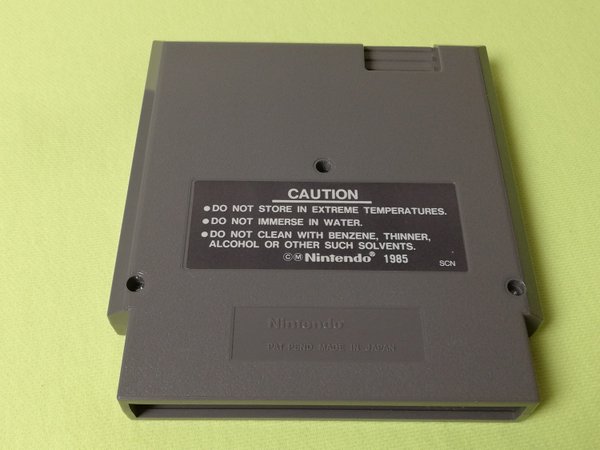 CAUTION
●DO NOT STORE IN EXTREME TEMPERATURES.
●DO NOT IMMERSE IN WATER.
●DO NOT CLEAN WITH BENZENE, THINNER,
ALCOHOL OR OTHER SUCH SOLVENTS.
©Ⓜ Nintendo® 1985 SCN
Nintendo
PAT. PEND. MADE IN JAPAN